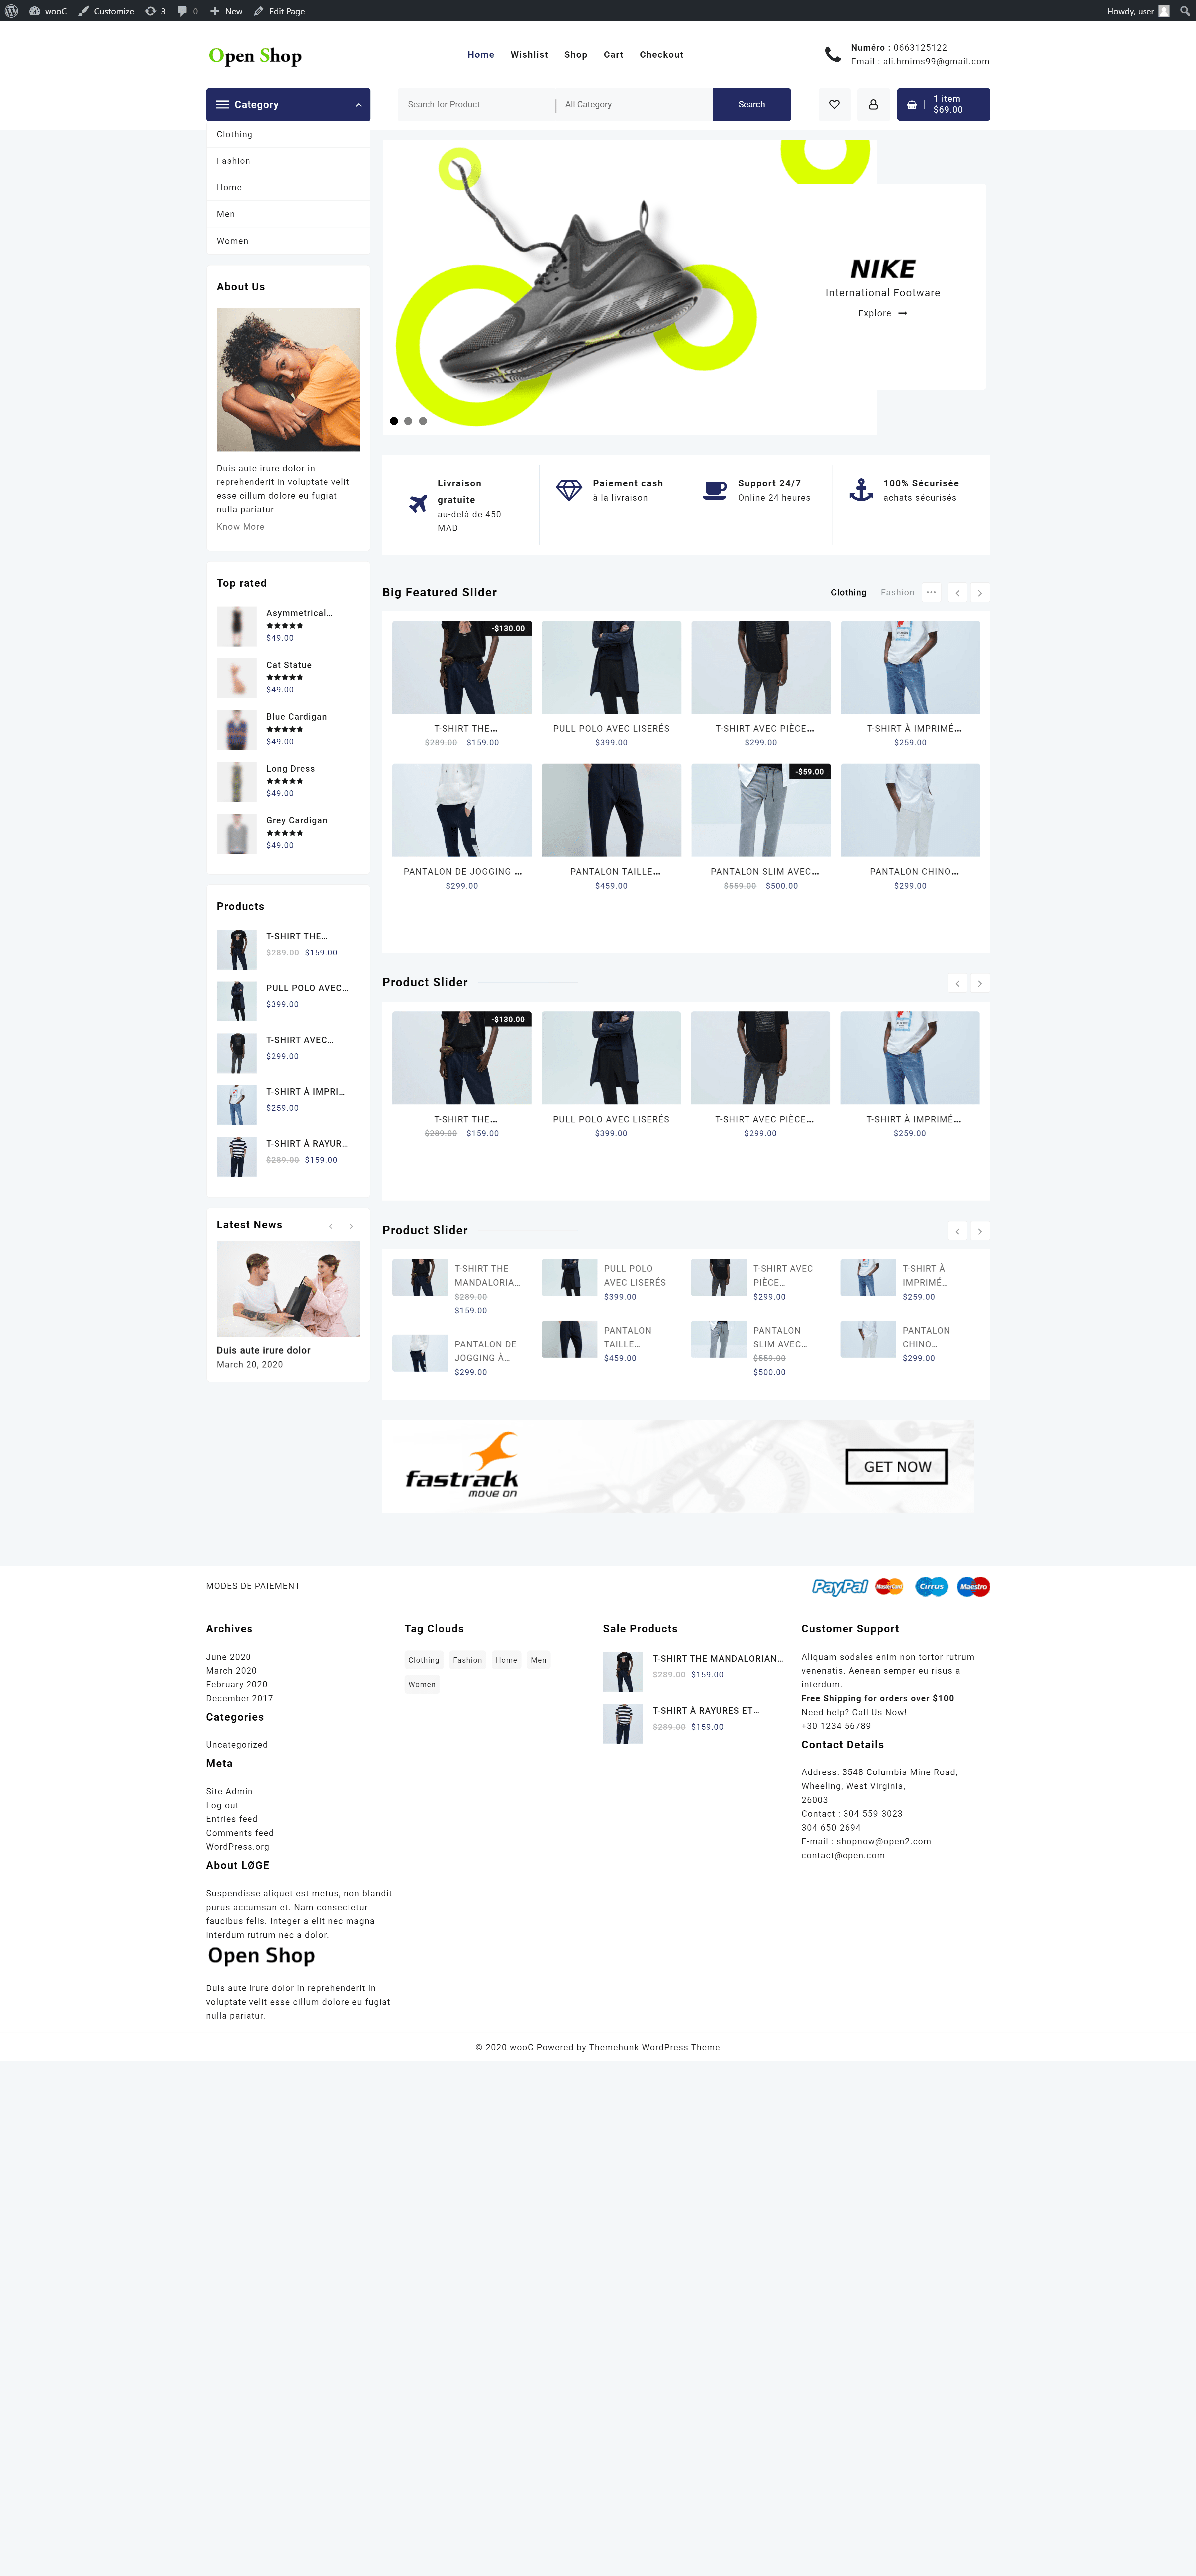 wooC Customize 3 0 New Edit Page Howdy, user
Open Shop
Home Wishlist Shop Cart Checkout
Numéro : 0663125122
Email : ali.hmims99@gmail.com
Category
Search for Product
All Category
Search
1 item
$69.00
Clothing
Fashion
Home
Men
Women
NIKE
International Footware
Explore
About Us
Duis aute irure dolor in
reprehenderit in voluptate velit
esse cillum dolore eu fugiat
nulla pariatur
Know More
Livraison
gratuite
au-delà de 450
MAD
Paiement cash
à la livraison
Support 24/7
Online 24 heures
100% Sécurisée
achats sécurisés
Top rated
Asymmetrical…
$49.00
Cat Statue
$49.00
Blue Cardigan
$49.00
Long Dress
$49.00
Grey Cardigan
$49.00
Big Featured Slider
Clothing Fashion
-$130.00
T-SHIRT THE…
$289.00 $159.00
PULL POLO AVEC LISERÉS
$399.00
T-SHIRT AVEC PIÈCE…
$299.00
T-SHIRT À IMPRIMÉ…
$259.00
PANTALON DE JOGGING …
$299.00
PANTALON TAILLE…
$459.00
-$59.00
PANTALON SLIM AVEC…
$559.00 $500.00
PANTALON CHINO…
$299.00
Products
T-SHIRT THE…
$289.00 $159.00
PULL POLO AVEC…
$399.00
T-SHIRT AVEC…
$299.00
T-SHIRT À IMPRI…
$259.00
T-SHIRT À RAYUR…
$289.00 $159.00
Product Slider
-$130.00
T-SHIRT THE…
$289.00 $159.00
PULL POLO AVEC LISERÉS
$399.00
T-SHIRT AVEC PIÈCE…
$299.00
T-SHIRT À IMPRIMÉ…
$259.00
Latest News
Duis aute irure dolor
March 20, 2020
Product Slider
T-SHIRT THE
MANDALORIA…
$289.00
$159.00
PULL POLO
AVEC LISERÉS
$399.00
T-SHIRT AVEC
PIÈCE…
$299.00
T-SHIRT À
IMPRIMÉ…
$259.00
PANTALON DE
JOGGING À…
$299.00
PANTALON
TAILLE…
$459.00
PANTALON
SLIM AVEC…
$559.00
$500.00
PANTALON
CHINO…
$299.00
fastrack
move on
GET NOW
MODES DE PAIEMENT
PayPal MasterCard Cirrus Maestro
Archives
June 2020
March 2020
February 2020
December 2017
Categories
Uncategorized
Meta
Site Admin
Log out
Entries feed
Comments feed
WordPress.org
About LØGE
Suspendisse aliquet est metus, non blandit
purus accumsan et. Nam consectetur
faucibus felis. Integer a elit nec magna
interdum rutrum nec a dolor.
Open Shop
Duis aute irure dolor in reprehenderit in
voluptate velit esse cillum dolore eu fugiat
nulla pariatur.
Tag Clouds
Clothing Fashion Home Men
Women
Sale Products
T-SHIRT THE MANDALORIAN…
$289.00 $159.00
T-SHIRT À RAYURES ET…
$289.00 $159.00
Customer Support
Aliquam sodales enim non tortor rutrum
venenatis. Aenean semper eu risus a
interdum.
Free Shipping for orders over $100
Need help? Call Us Now!
+30 1234 56789
Contact Details
Address: 3548 Columbia Mine Road,
Wheeling, West Virginia,
26003
Contact : 304-559-3023
304-650-2694
E-mail : shopnow@open2.com
contact@open.com
© 2020 wooC Powered by Themehunk WordPress Theme